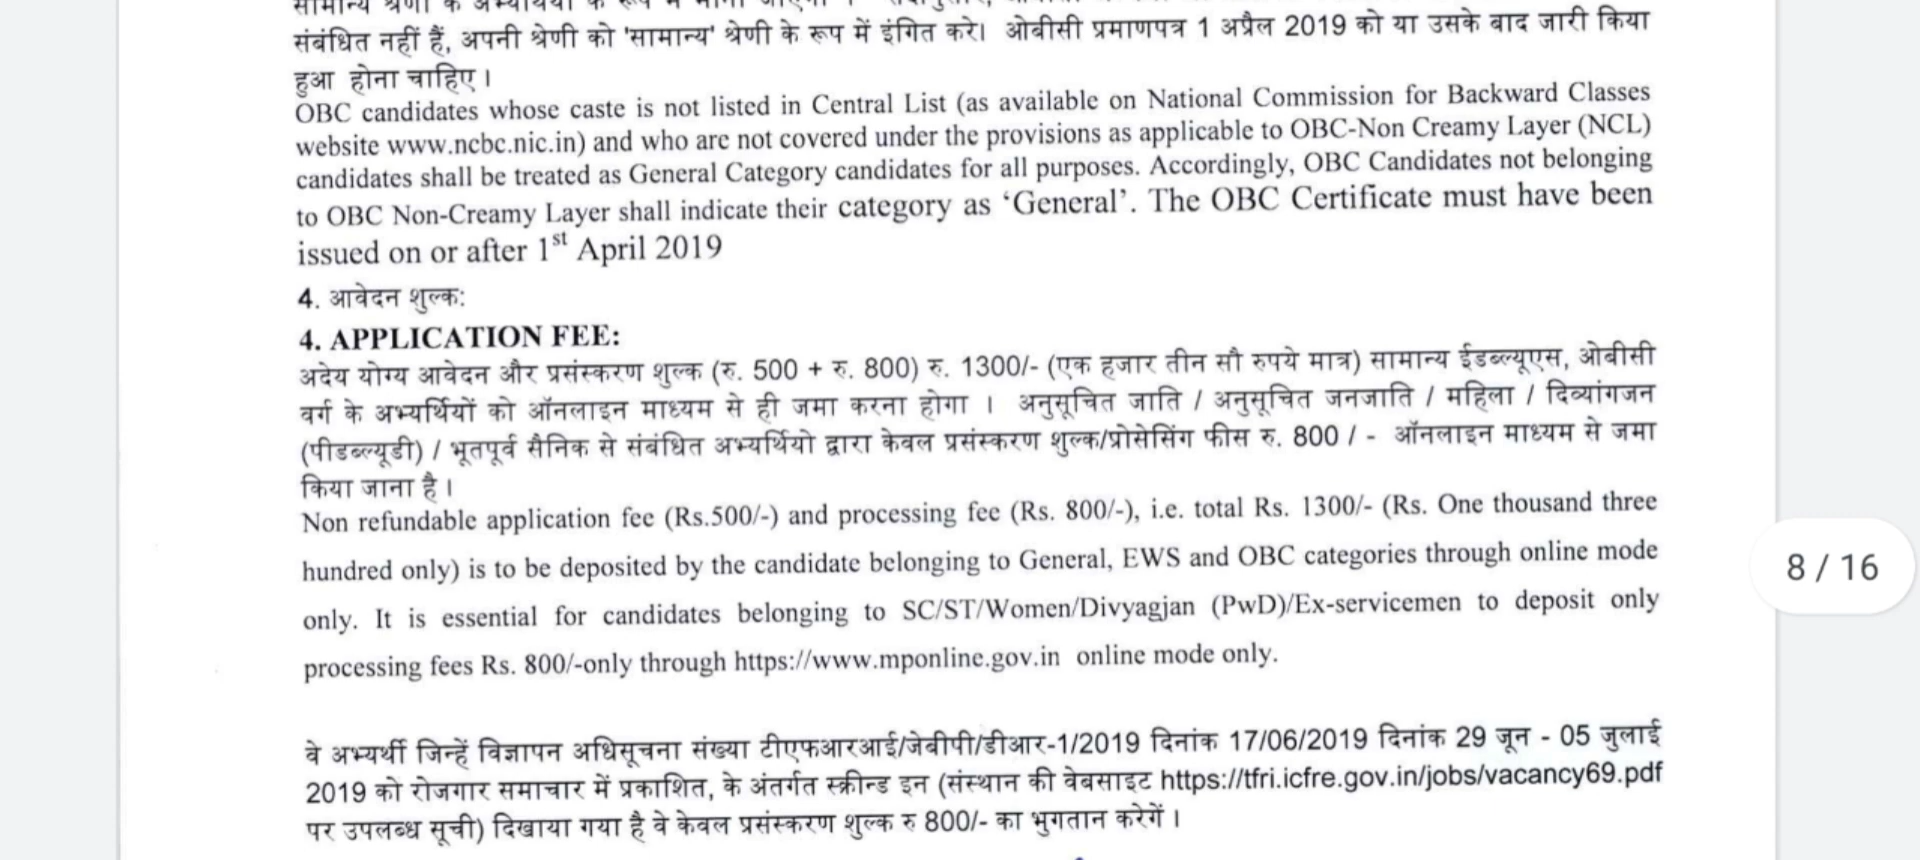 संबंधित नहीं हैं, अपनी श्रेणी को 'सामान्य' श्रेणी के रूप में इंगित करे। ओबीसी प्रमाणपत्र 1 अप्रैल 2019 को या उसके बाद जारी किया
हुआ होना चाहिए।
OBC candidates whose caste is not listed in Central List (as available on National Commission for Backward Classes
website www.ncbc.nic.in) and who are not covered under the provisions as applicable to OBC-Non Creamy Layer (NCL)
candidates shall be treated as General Category candidates for all purposes. Accordingly, OBC Candidates not belonging
to OBC Non-Creamy Layer shall indicate their category as ‘General’. The OBC Certificate must have been
issued on or after 1st April 2019
4. आवेदन शुल्क:
4. APPLICATION FEE:
अदेय योग्य आवेदन और प्रसंस्करण शुल्क (रु. 500 + रु. 800) रु. 1300/- (एक हजार तीन सौ रुपये मात्र) सामान्य ईडब्ल्यूएस, ओबीसी
वर्ग के अभ्यर्थियों को ऑनलाइन माध्यम से ही जमा करना होगा । अनुसूचित जाति / अनुसूचित जनजाति / महिला / दिव्यांगजन
(पीडब्ल्यूडी) / भूतपूर्व सैनिक से संबंधित अभ्यर्थियो द्वारा केवल प्रसंस्करण शुल्क/प्रोसेसिंग फीस रु. 800 / - ऑनलाइन माध्यम से जमा
किया जाना है।
Non refundable application fee (Rs.500/-) and processing fee (Rs. 800/-), i.e. total Rs. 1300/- (Rs. One thousand three
hundred only) is to be deposited by the candidate belonging to General, EWS and OBC categories through online mode
only. It is essential for candidates belonging to SC/ST/Women/Divyagjan (PwD)/Ex-servicemen to deposit only
processing fees Rs. 800/-only through https://www.mponline.gov.in online mode only.
8 / 16
वे अभ्यर्थी जिन्हें विज्ञापन अधिसूचना संख्या टीएफआरआई/जेबीपी/डीआर-1/2019 दिनांक 17/06/2019 दिनांक 29 जून - 05 जुलाई
2019 को रोजगार समाचार में प्रकाशित, के अंतर्गत स्क्रीन्ड इन (संस्थान की वेबसाइट https://tfri.icfre.gov.in/jobs/vacancy69.pdf
पर उपलब्ध सूची) दिखाया गया है वे केवल प्रसंस्करण शुल्क रु 800/- का भुगतान करेगें ।